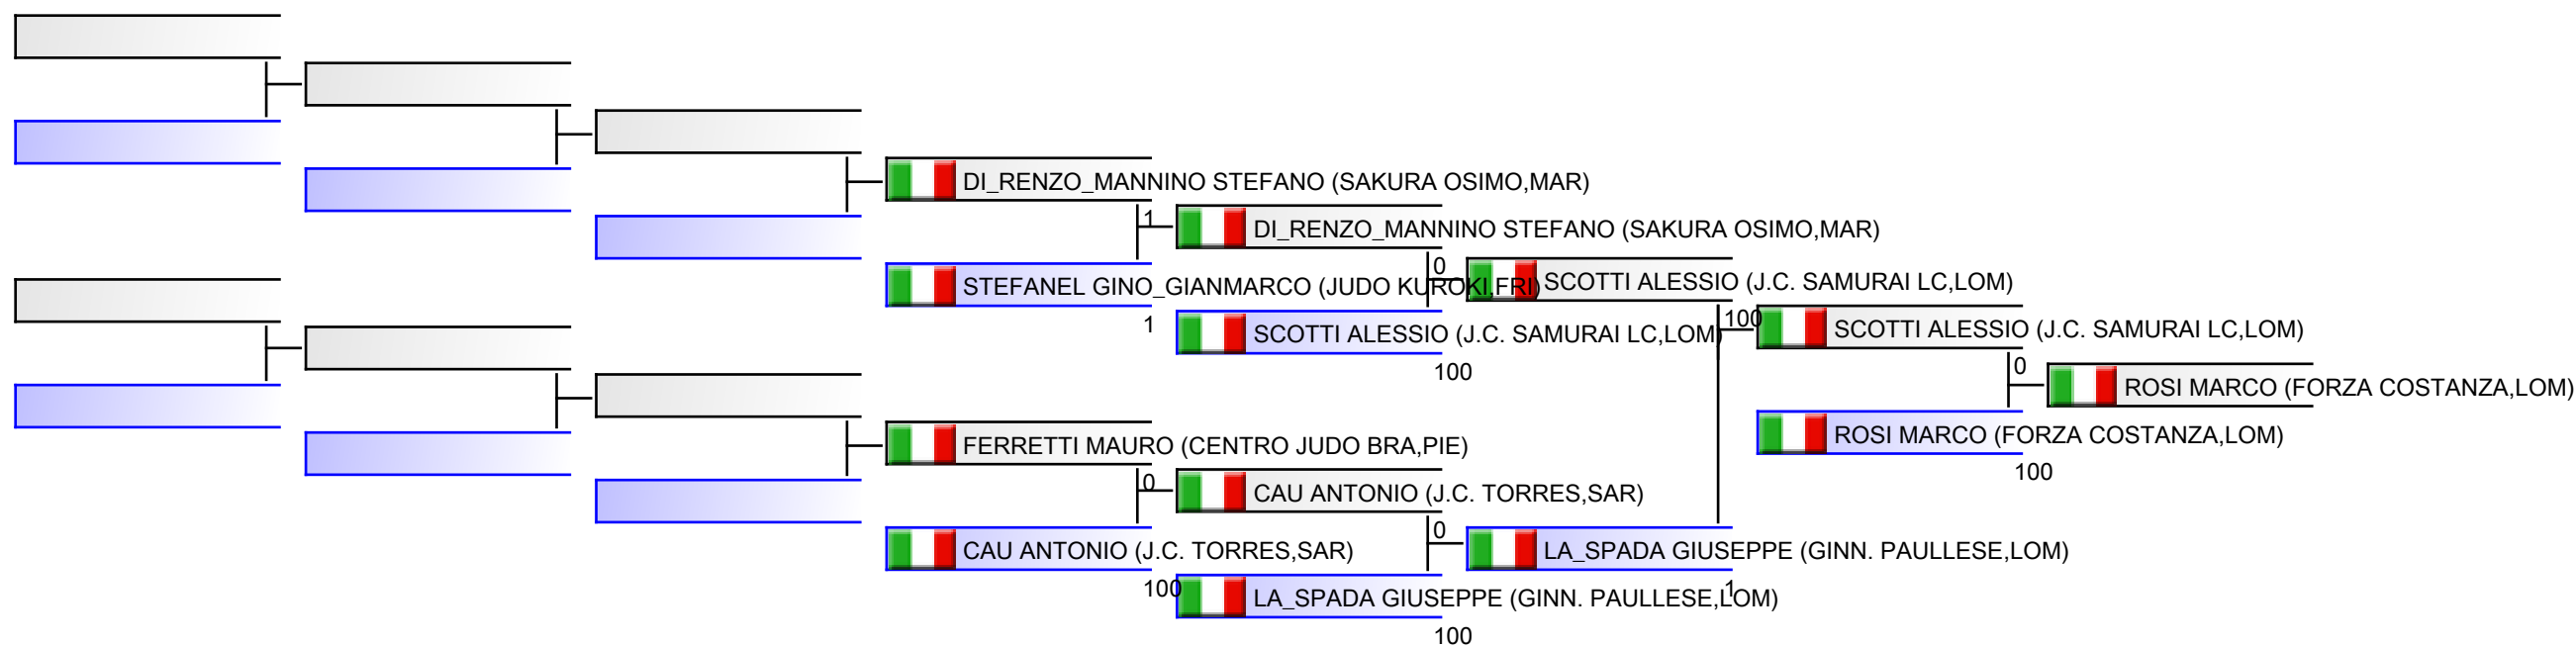 DI_RENZO_MANNINO STEFANO (SAKURA OSIMO,MAR)
1
DI_RENZO_MANNINO STEFANO (SAKURA OSIMO,MAR)
STEFANEL GINO_GIANMARCO (JUDO KUROKI,FRI)
1
0
SCOTTI ALESSIO (J.C. SAMURAI LC,LOM)
SCOTTI ALESSIO (J.C. SAMURAI LC,LOM)
100
100
SCOTTI ALESSIO (J.C. SAMURAI LC,LOM)
0
ROSI MARCO (FORZA COSTANZA,LOM)
ROSI MARCO (FORZA COSTANZA,LOM)
100
FERRETTI MAURO (CENTRO JUDO BRA,PIE)
0
CAU ANTONIO (J.C. TORRES,SAR)
CAU ANTONIO (J.C. TORRES,SAR)
100
0
LA_SPADA GIUSEPPE (GINN. PAULLESE,LOM)
1
LA_SPADA GIUSEPPE (GINN. PAULLESE,LOM)
100